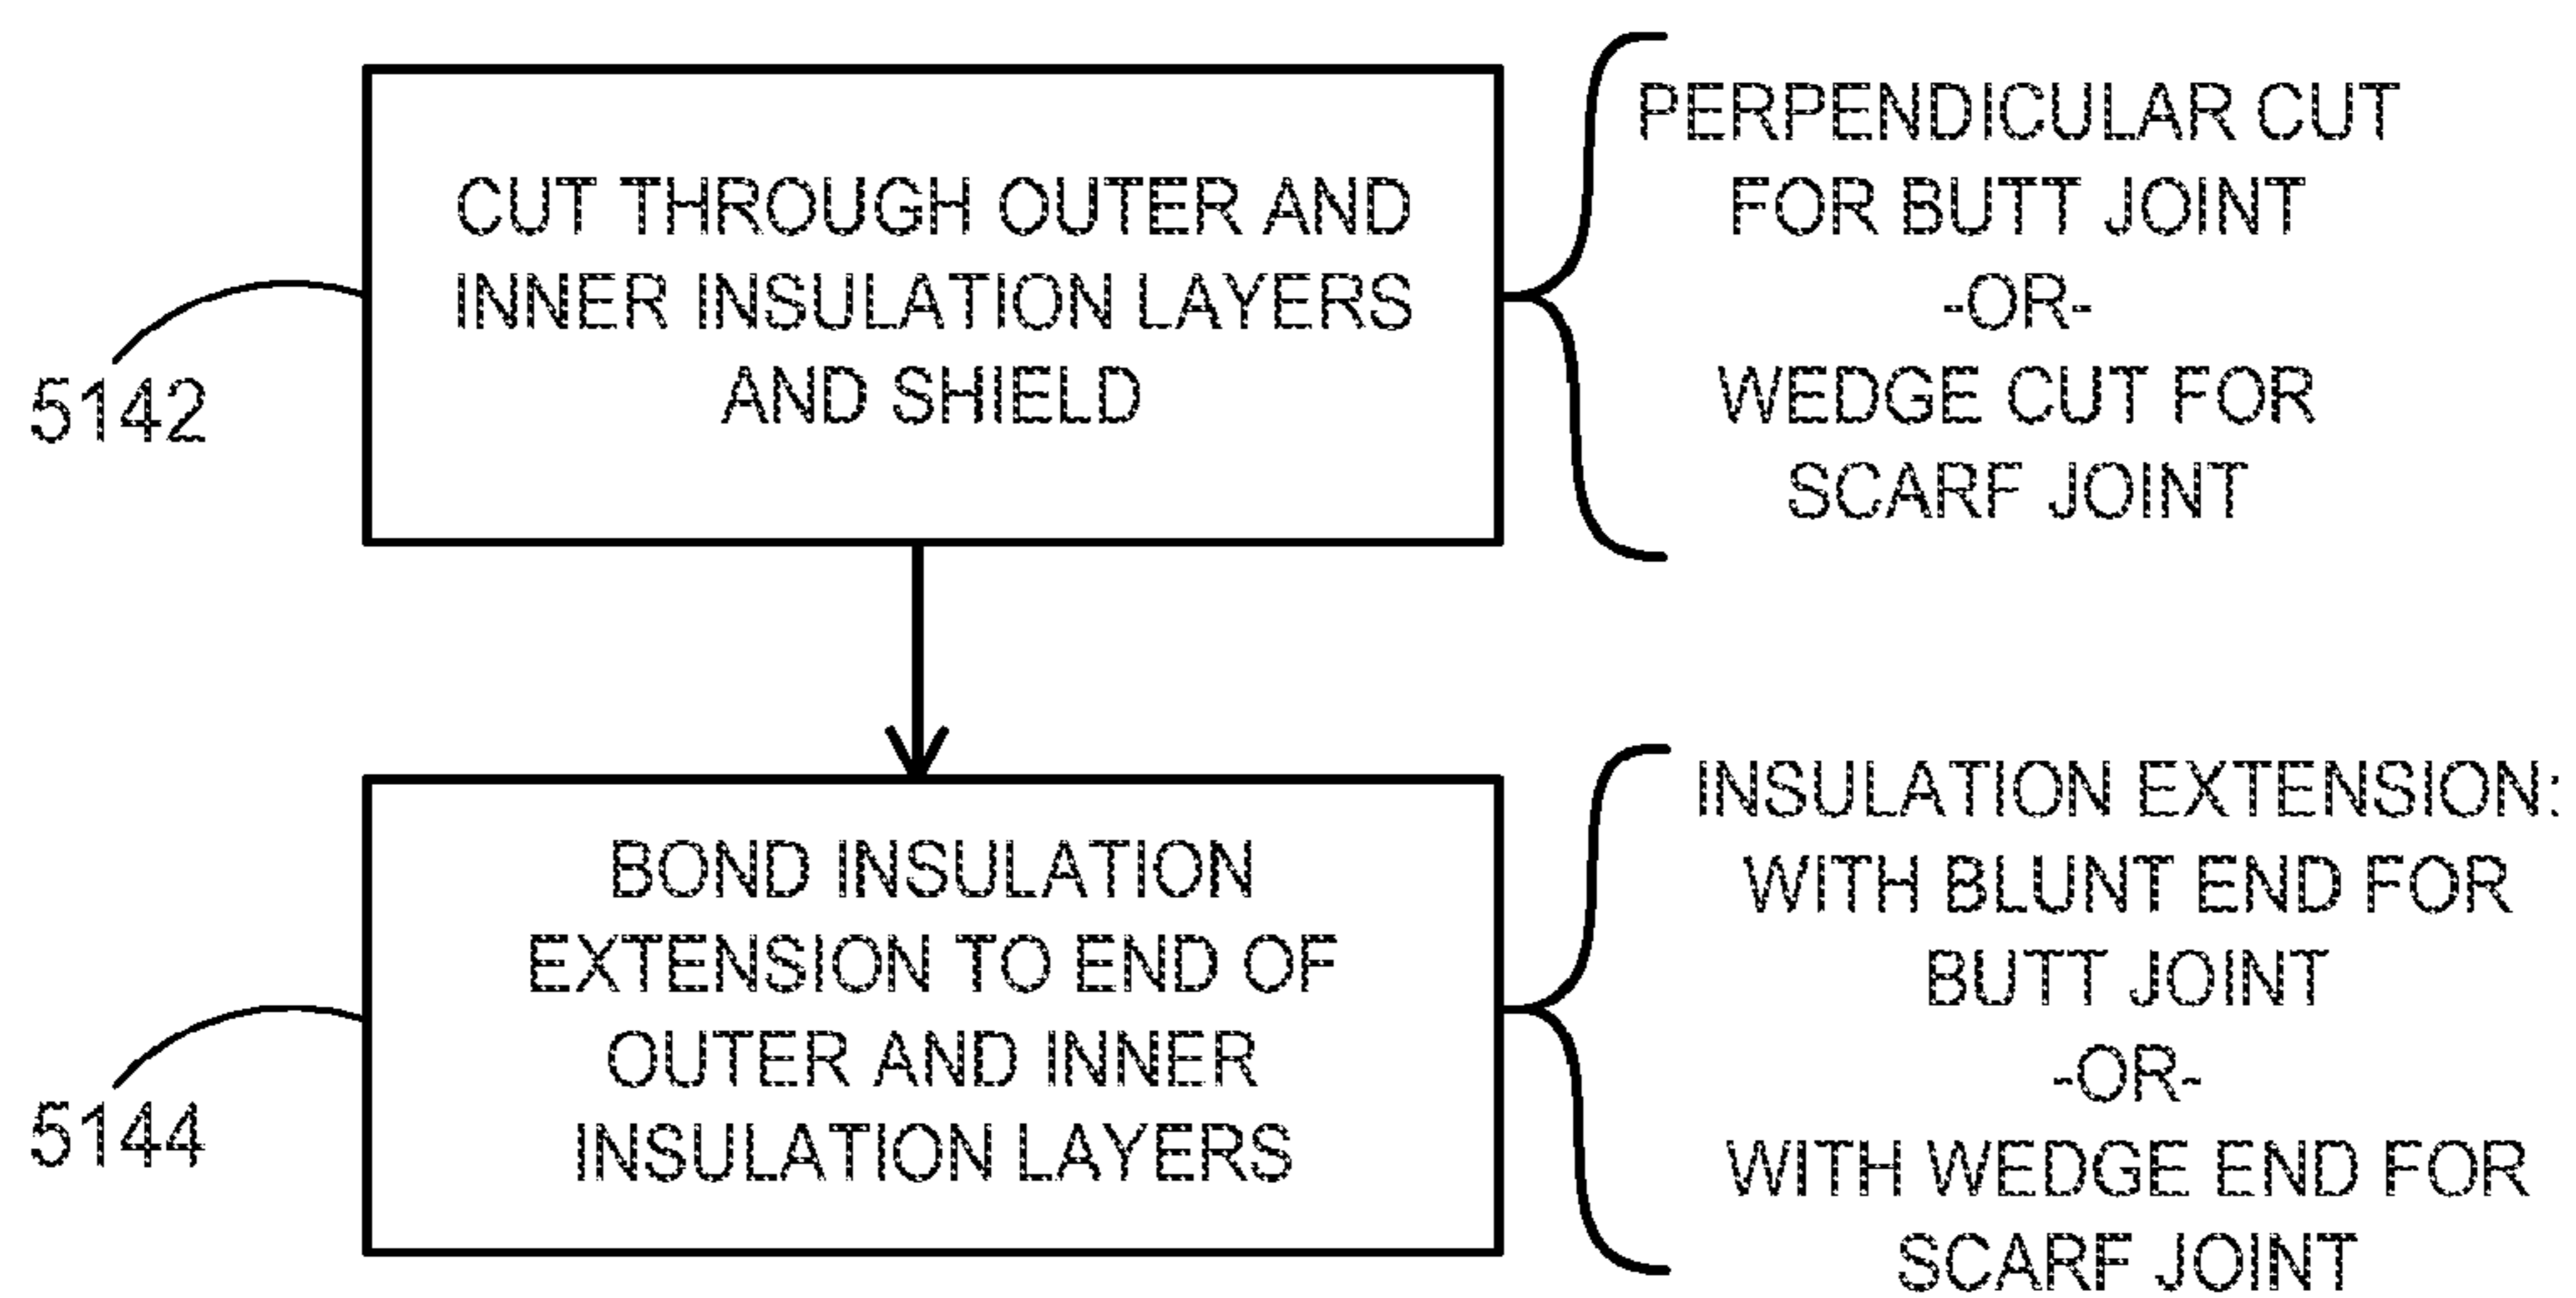 CUT THROUGH OUTER AND
INNER INSULATION LAYERS
AND SHIELD
PERPENDICULAR CUT
FOR BUTT JOINT
-OR-
WEDGE CUT FOR
SCARF JOINT
5142
BOND INSULATION
EXTENSION TO END OF
OUTER AND INNER
INSULATION LAYERS
INSULATION EXTENSION:
WITH BLUNT END FOR
BUTT JOINT
-OR-
WITH WEDGE END FOR
SCARF JOINT
5144